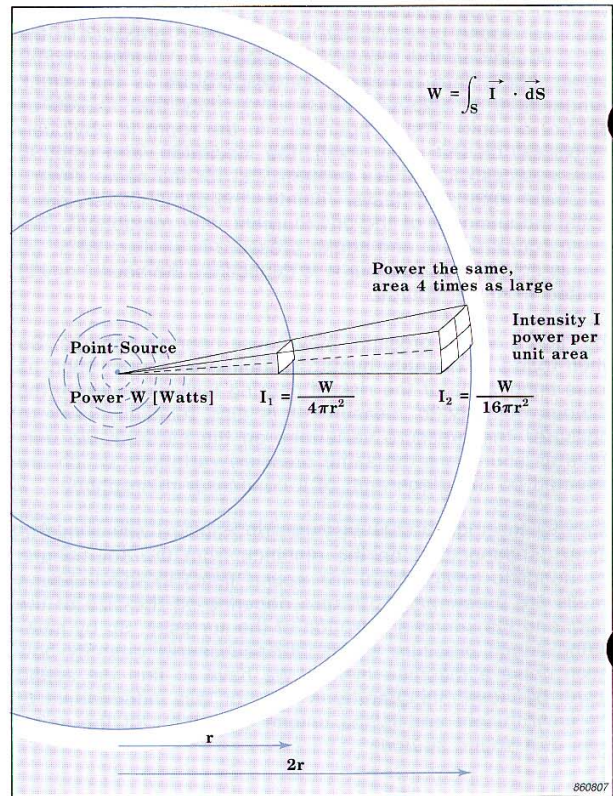 W = ∫S I⃗ · dS⃗
Power the same,
area 4 times as large
Intensity I
power per
unit area
Point Source
Power W [Watts]
I₁ = W / 4πr²
I₂ = W / 16πr²
r
2r
860807